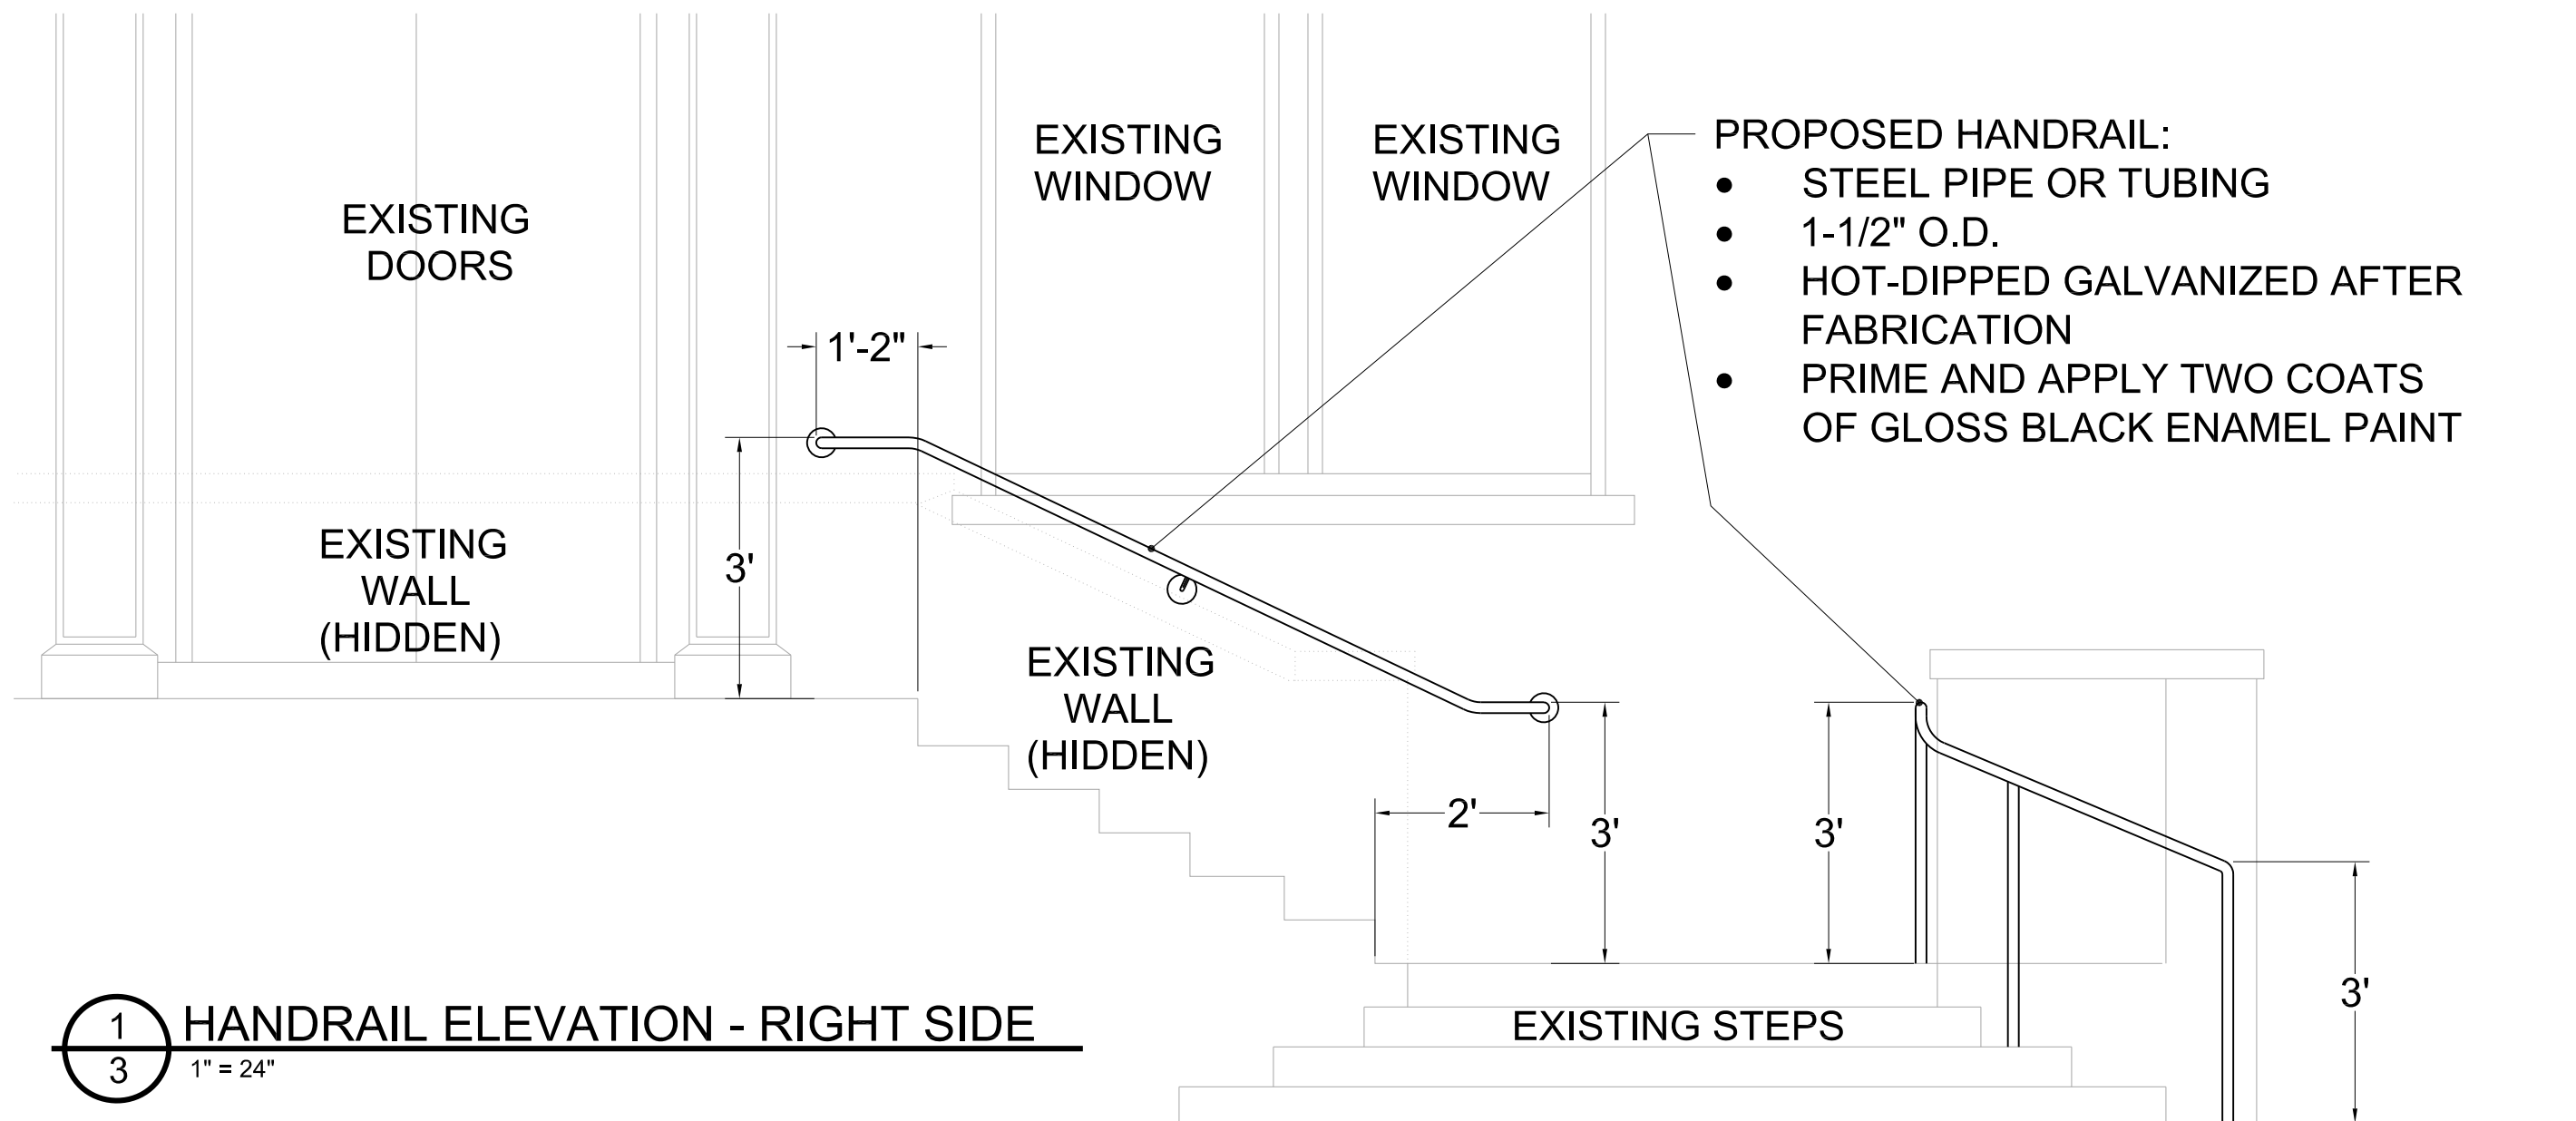 EXISTING
WINDOW
EXISTING
WINDOW
PROPOSED HANDRAIL:
• STEEL PIPE OR TUBING
• 1-1/2" O.D.
• HOT-DIPPED GALVANIZED AFTER
FABRICATION
• PRIME AND APPLY TWO COATS
OF GLOSS BLACK ENAMEL PAINT
EXISTING
DOORS
1'-2"
EXISTING
WALL
(HIDDEN)
3'
EXISTING
WALL
(HIDDEN)
2'
3'
3'
3'
EXISTING STEPS
1
HANDRAIL ELEVATION - RIGHT SIDE
3
1" = 24"